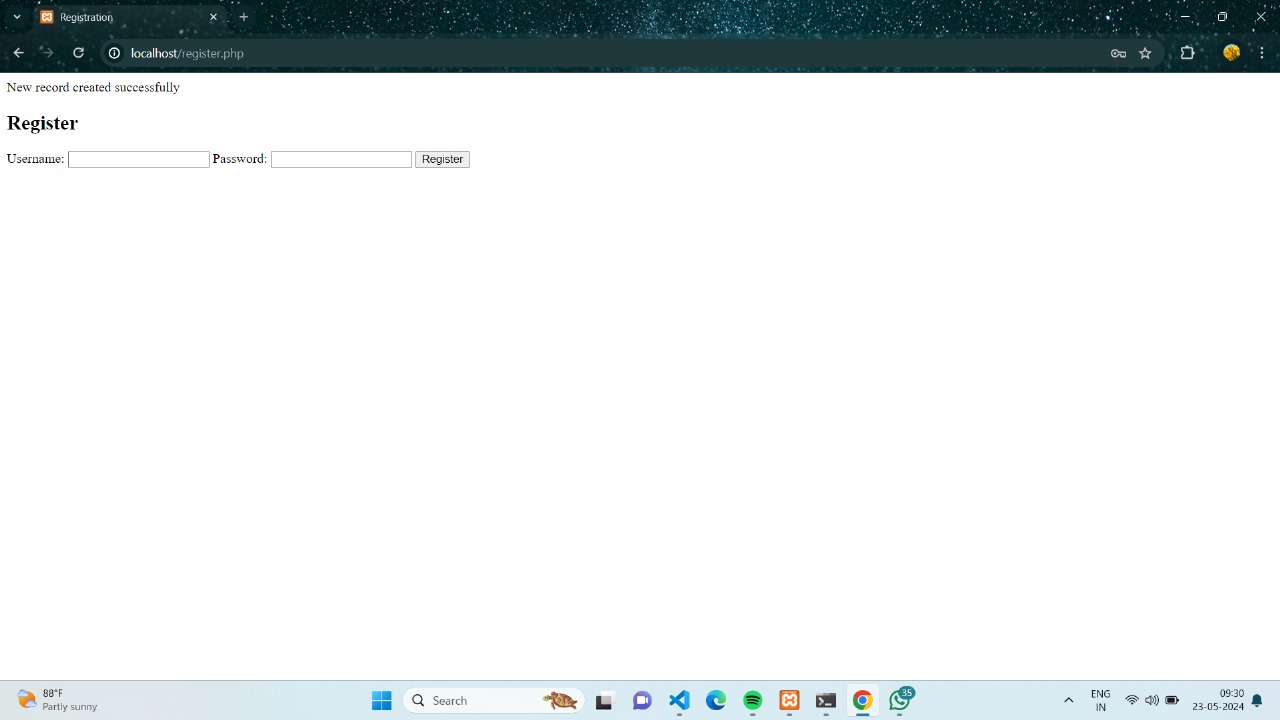 Registration
localhost/register.php
New record created successfully
Register
Username: Password: Register
88°F
Partly sunny
Search
35
ENG
IN
09:30
23-05-2024